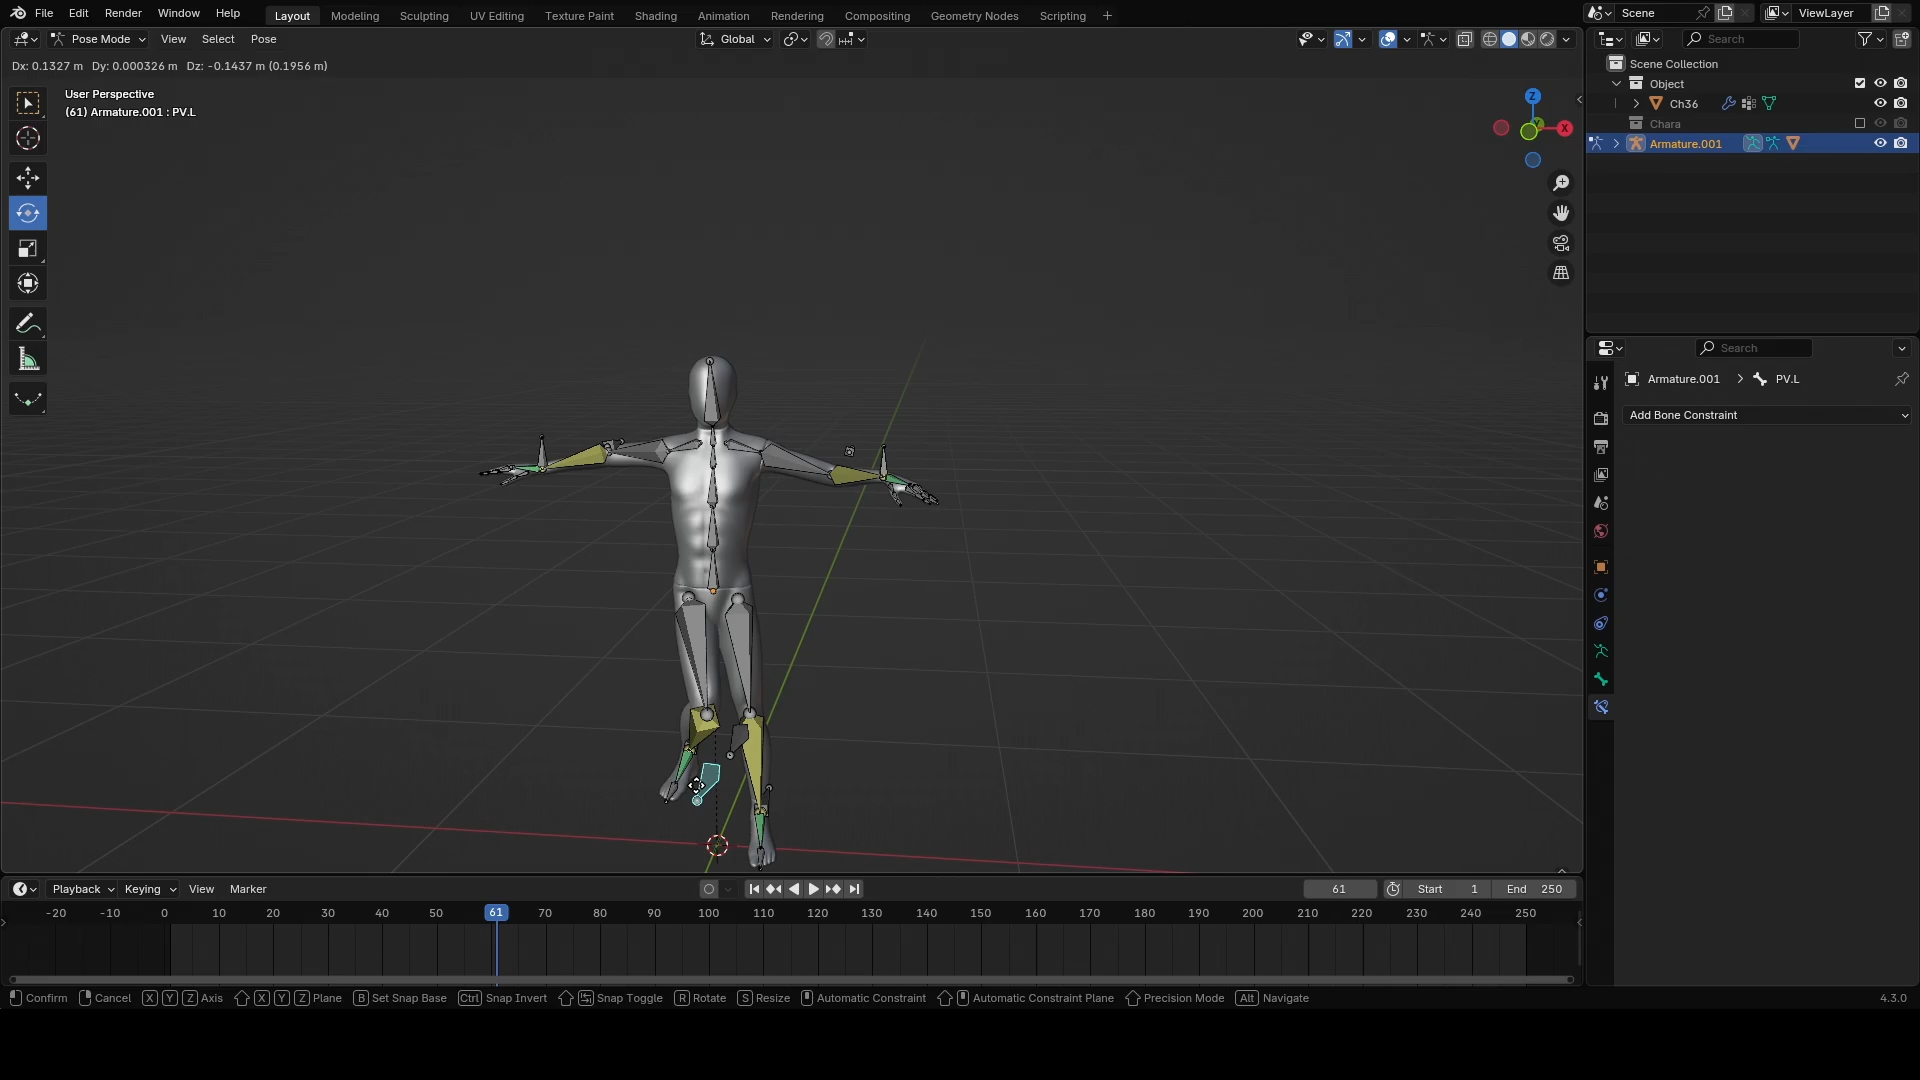 File Edit Render Window Help Layout Modeling Sculpting UV Editing Texture Paint Shading Animation Rendering Compositing Geometry Nodes Scripting + Scene ViewLayer
Pose Mode View Select Pose Global Search
Dx: 0.1327 m Dy: 0.000326 m Dz: -0.1437 m (0.1956 m)
Scene Collection
User Perspective
(61) Armature.001 : PV.L
Z
X
Object
Ch36
Chara
Armature.001
Search
Armature.001 PV.L
Add Bone Constraint
Playback Keying View Marker 61 Start 1 End 250
-20 -10 0 10 20 30 40 50 61 70 80 90 100 110 120 130 140 150 160 170 180 190 200 210 220 230 240 250
Confirm Cancel X Y Z Axis X Y Z Plane B Set Snap Base Ctrl Snap Invert Snap Toggle R Rotate S Resize Automatic Constraint Automatic Constraint Plane Precision Mode Alt Navigate 4.3.0